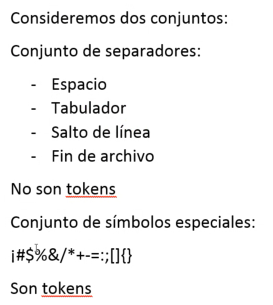 Consideremos dos conjuntos:
Conjunto de separadores:
- Espacio
- Tabulador
- Salto de línea
- Fin de archivo
No son tokens
Conjunto de símbolos especiales:
¡#$%&/*+-=:;[]{}
Son tokens